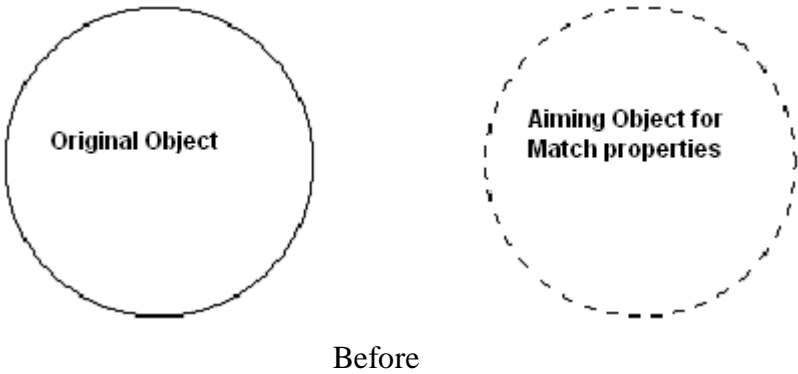 Original Object
Aiming Object for
Match properties
Before